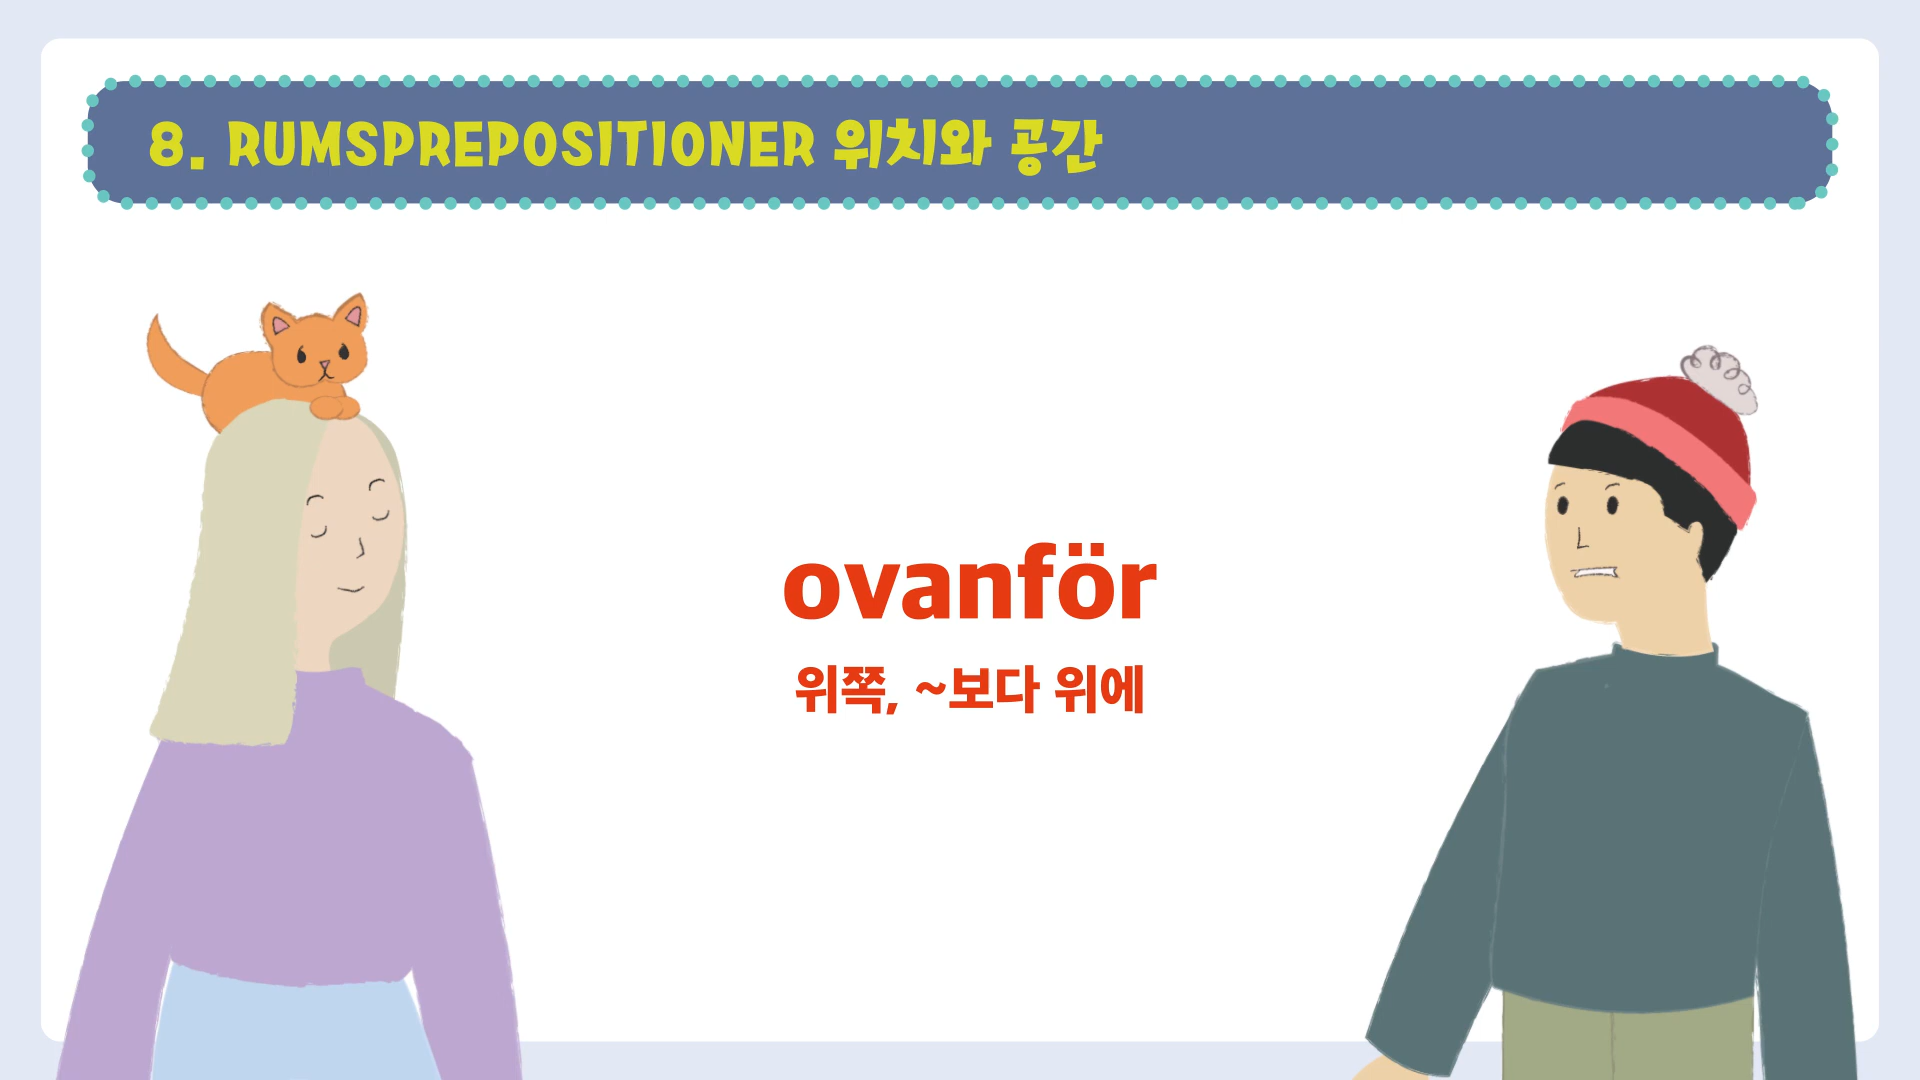 8. RUMSPREPOSITIONER 위치와 공간
ovanför
위쪽, ~보다 위에